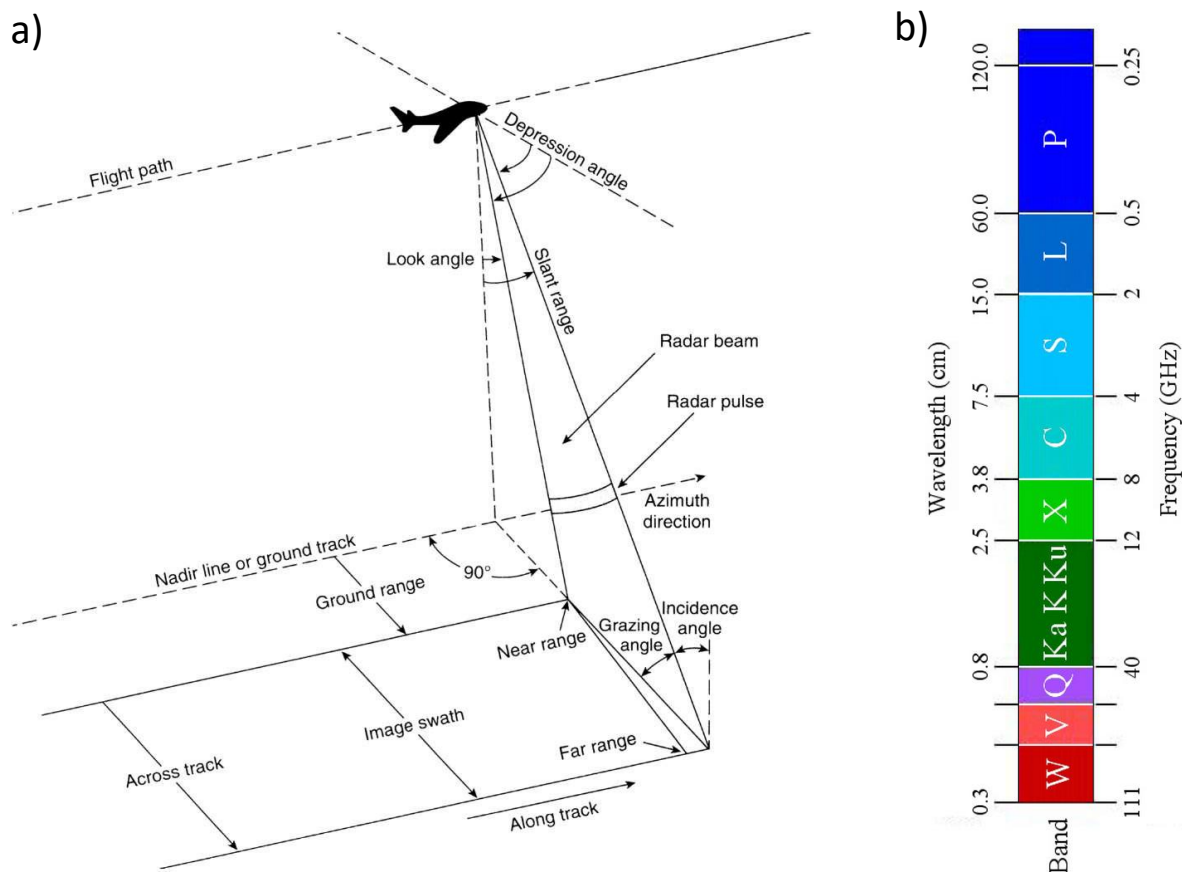 a)
Flight path
Depression angle
Look angle
Slant range
Radar beam
Radar pulse
Azimuth
direction
Nadir line or ground track
90°
Ground range
Near range
Grazing
angle
Incidence
angle
Image swath
Far range
Across track
Along track
b)
Wavelength (cm)
120.0
60.0
15.0
7.5
3.8
2.5
0.8
0.3
P
L
S
C
X
Ka K Ku
Q
V
W
Band
0.25
0.5
2
4
8
12
40
111
Frequency (GHz)